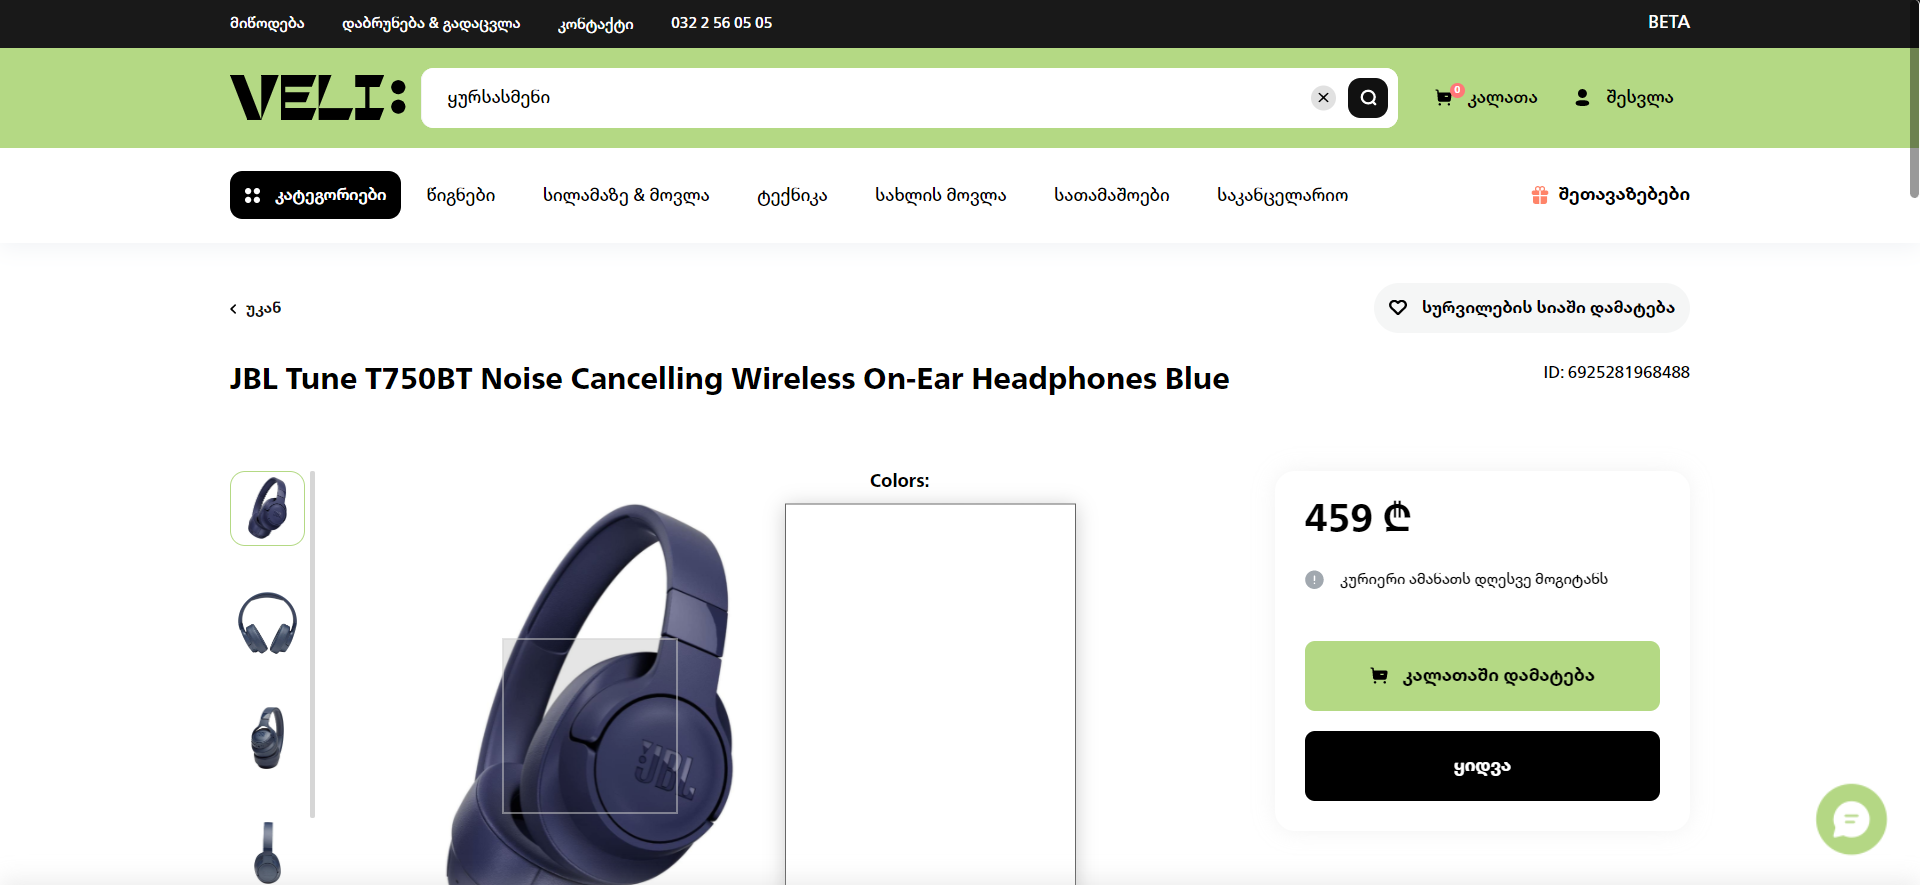 მიწოდება დაბრუნება & გადაცვლა კონტაქტი 032 2 56 05 05 BETA
VELI: ყურსასმენი 0 კალათა შესვლა
კატეგორიები წიგნები სილამაზე & მოვლა ტექნიკა სახლის მოვლა სათამაშოები საკანცელარიო შეთავაზებები
უკან სურვილების სიაში დამატება
JBL Tune T750BT Noise Cancelling Wireless On-Ear Headphones Blue ID: 6925281968488
Colors:
459 ₾
კურიერი ამანათს დღესვე მოგიტანს
კალათაში დამატება
ყიდვა
JBL